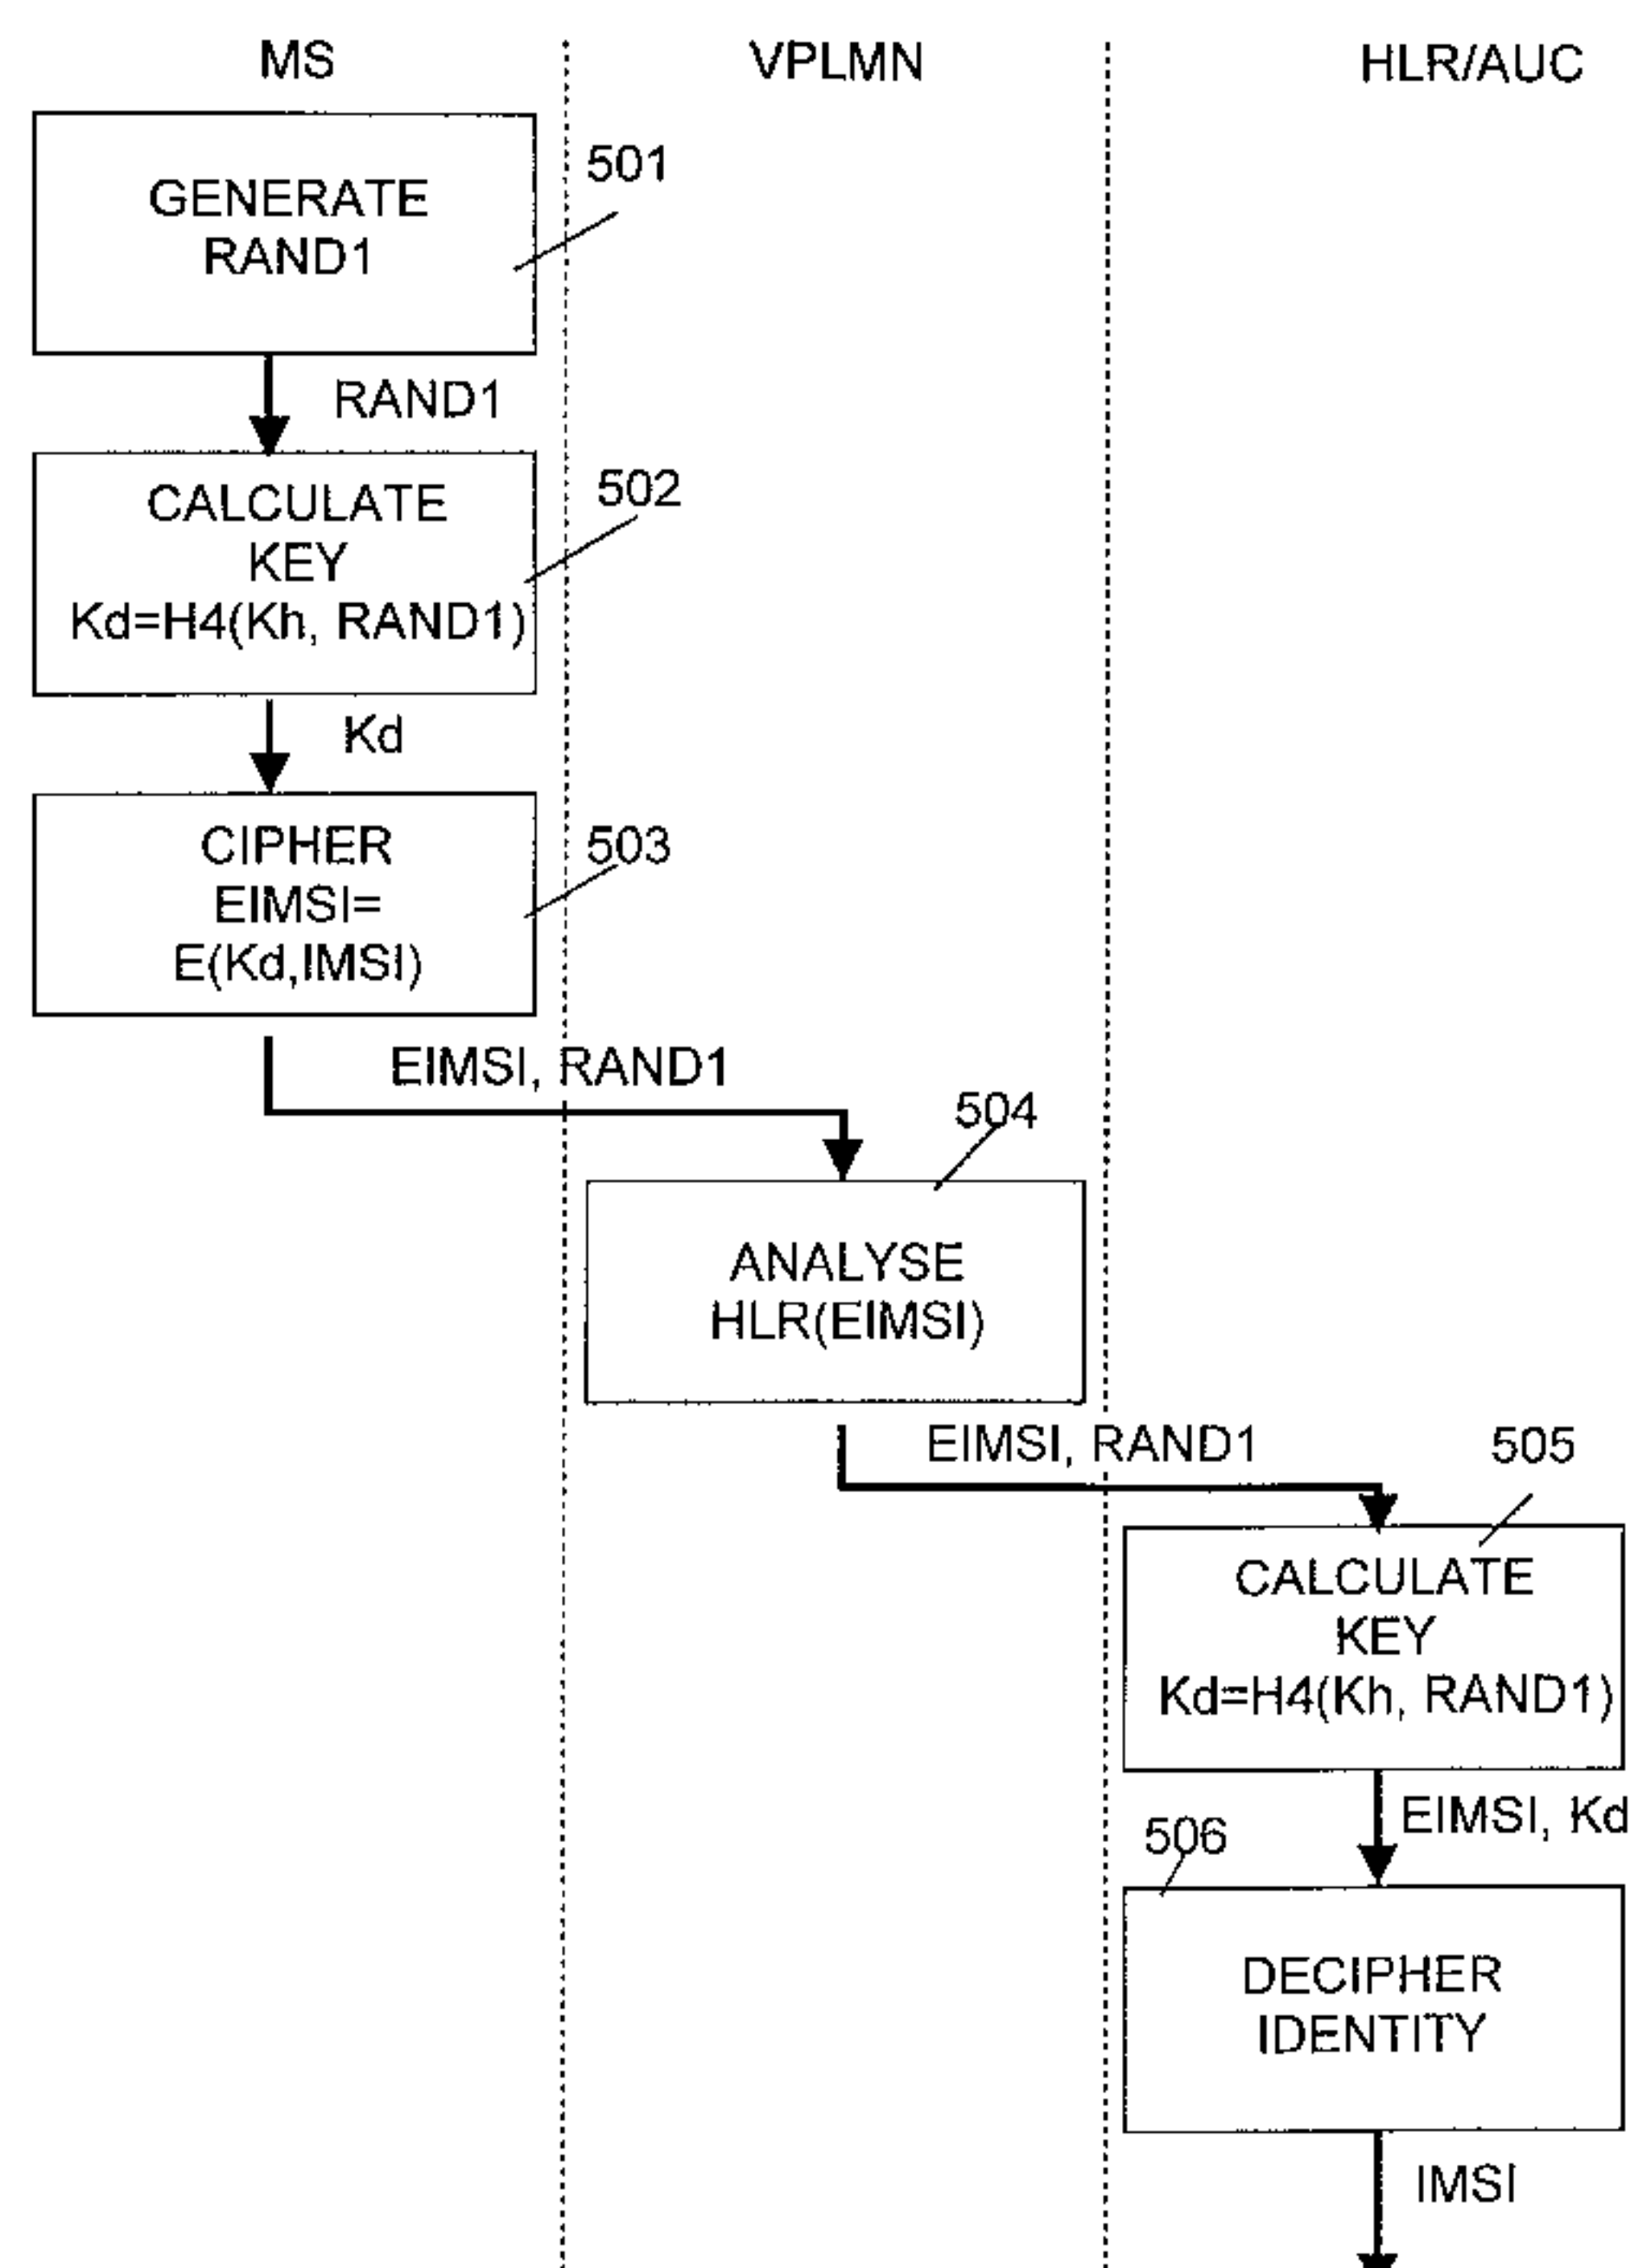 MS
VPLMN
HLR/AUC
GENERATE
RAND1
501
RAND1
CALCULATE
KEY
Kd=H4(Kh, RAND1)
502
Kd
CIPHER
EIMSI=
E(Kd,IMSI)
503
EIMSI, RAND1
504
ANALYSE
HLR(EIMSI)
EIMSI, RAND1
505
CALCULATE
KEY
Kd=H4(Kh, RAND1)
EIMSI, Kd
506
DECIPHER
IDENTITY
IMSI